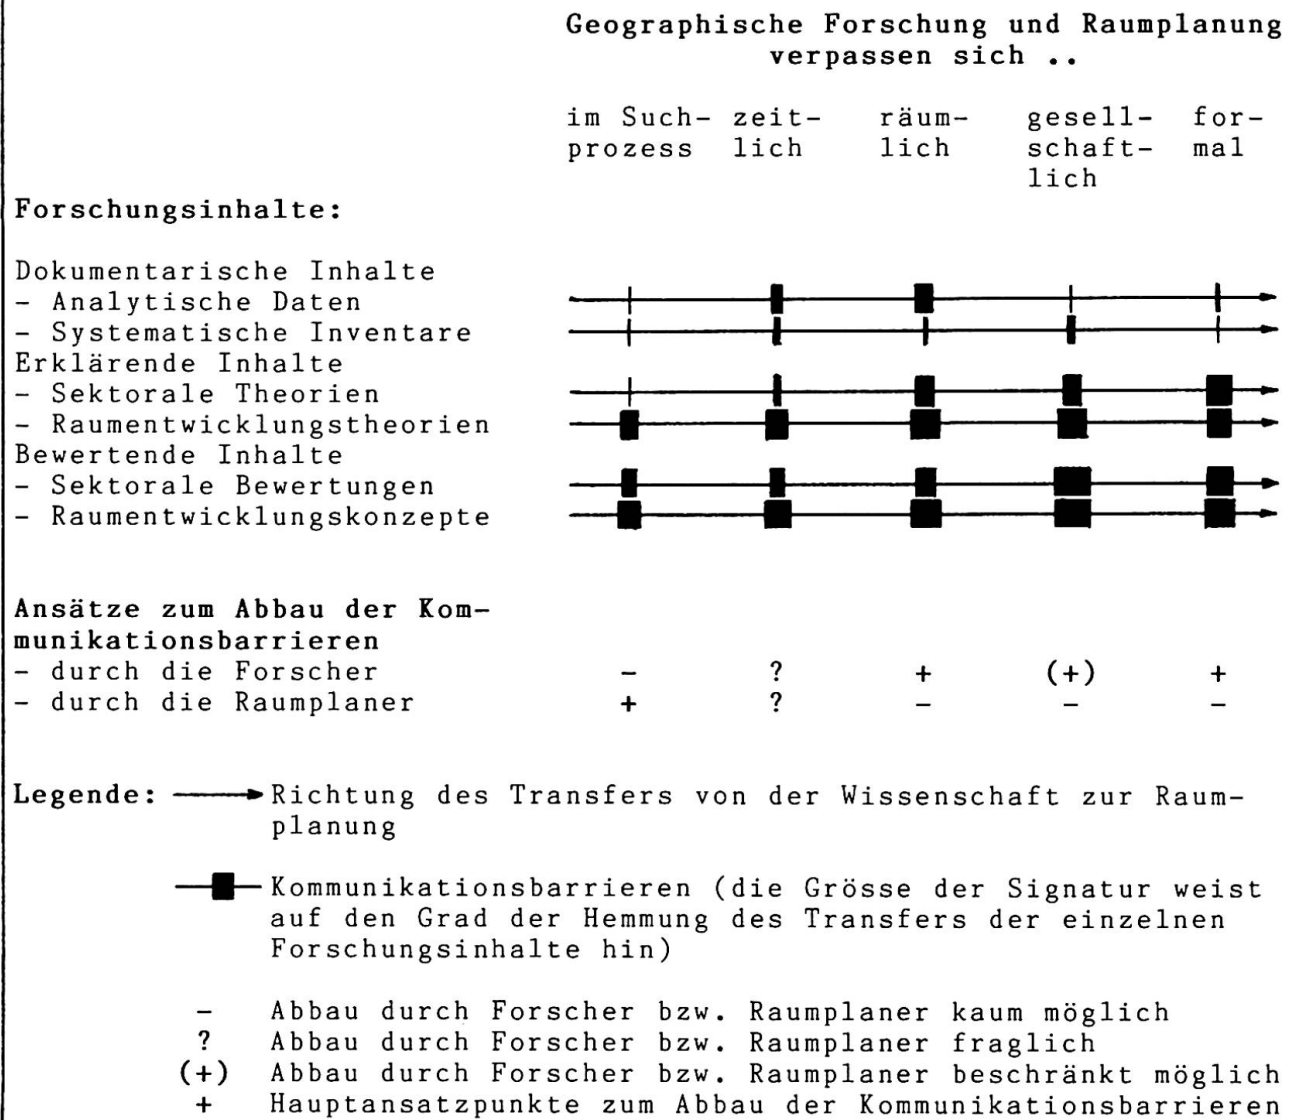 Geographische Forschung und Raumplanung
verpassen sich ..
im Such- zeit- räum- gesell- for-
prozess lich lich schaft- mal
lich
Forschungsinhalte:
Dokumentarische Inhalte
- Analytische Daten
- Systematische Inventare
Erklärende Inhalte
- Sektorale Theorien
- Raumentwicklungstheorien
Bewertende Inhalte
- Sektorale Bewertungen
- Raumentwicklungskonzepte
Ansätze zum Abbau der Kom-
munikationsbarrieren
- durch die Forscher - ? + (+) +
- durch die Raumplaner + ? - - -
Legende: Richtung des Transfers von der Wissenschaft zur Raum-
planung
Kommunikationsbarrieren (die Grösse der Signatur weist
auf den Grad der Hemmung des Transfers der einzelnen
Forschungsinhalte hin)
- Abbau durch Forscher bzw. Raumplaner kaum möglich
? Abbau durch Forscher bzw. Raumplaner fraglich
(+) Abbau durch Forscher bzw. Raumplaner beschränkt möglich
+ Hauptansatzpunkte zum Abbau der Kommunikationsbarrieren